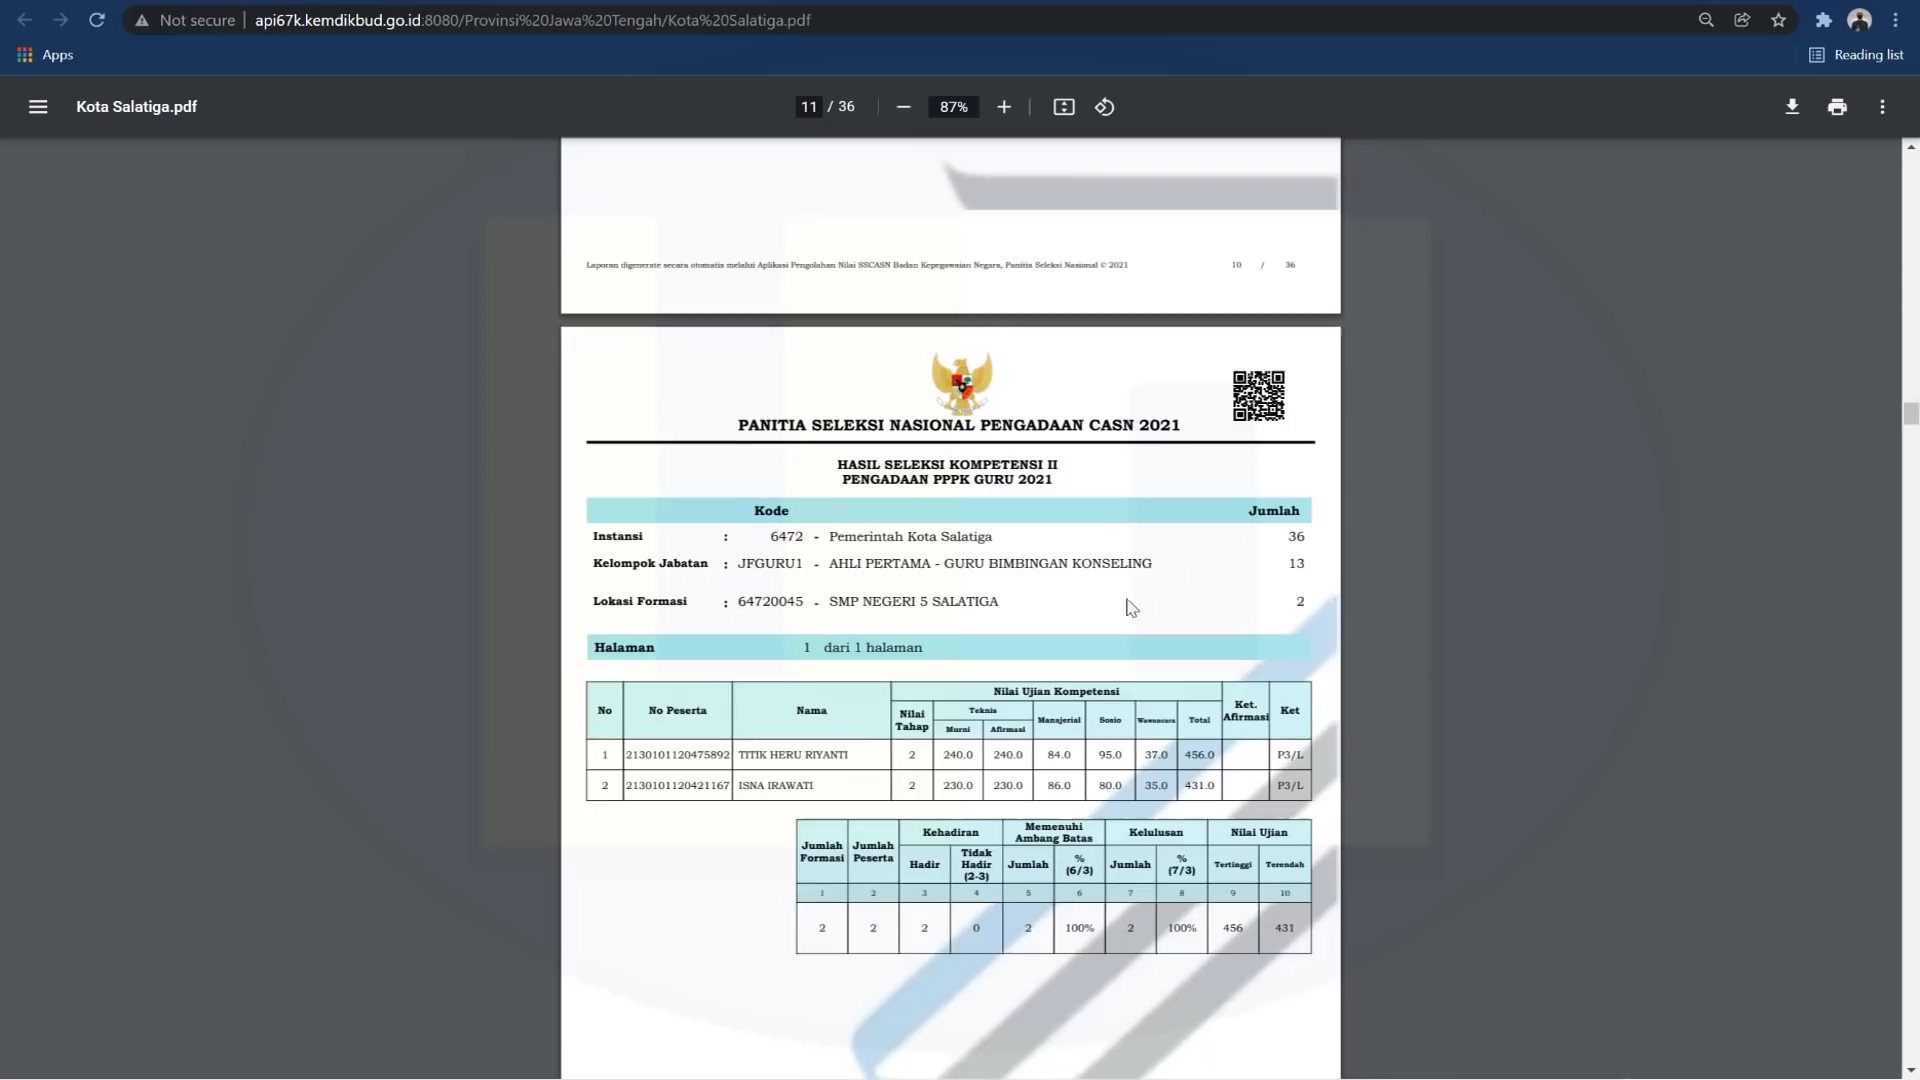 Not secure api67k.kemdikbud.go.id:8080/Provinsi%20Jawa%20Tengah/Kota%20Salatiga.pdf
Apps Reading list
Kota Salatiga.pdf 11 / 36 87%
Laporan digenerate secara otomatis melalui Aplikasi Pengolahan Nilai SSCASN Badan Kepegawaian Negara, Panitia Seleksi Nasional © 2021 10 / 36
PANITIA SELEKSI NASIONAL PENGADAAN CASN 2021
HASIL SELEKSI KOMPETENSI II
PENGADAAN PPPK GURU 2021
Kode Jumlah
Instansi : 6472 - Pemerintah Kota Salatiga 36
Kelompok Jabatan : JFGURU1 - AHLI PERTAMA - GURU BIMBINGAN KONSELING 13
Lokasi Formasi : 64720045 - SMP NEGERI 5 SALATIGA 2
Halaman 1 dari 1 halaman
No No Peserta Nama Nilai Ujian Kompetensi Ket. Afirmasi Ket
Nilai Tahap Teknis Manajerial Sosio Wawancara Total
Murni Afirmasi
1 2130101120475892 TITIK HERU RIYANTI 2 240.0 240.0 84.0 95.0 37.0 456.0 P3/L
2 21301011204211​67 ISNA IRAWATI 2 230.0 230.0 86.0 80.0 35.0 431.0 P3/L
Jumlah Formasi Jumlah Peserta Kehadiran Memenuhi Ambang Batas Kelulusan Nilai Ujian
Hadir Tidak Hadir (2-3) Jumlah % (6/3) Jumlah % (7/3) Tertinggi Terendah
1 2 3 4 5 6 7 8 9 10
2 2 2 0 2 100% 2 100% 456 431